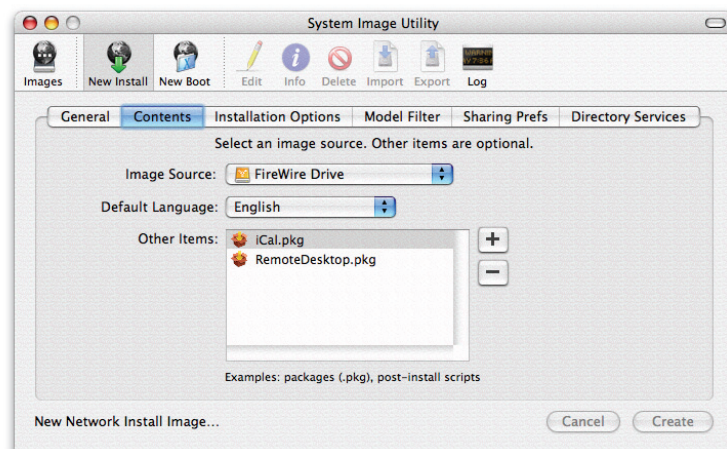 System Image Utility
Images New Install New Boot Edit Info Delete Import Export Log
General Contents Installation Options Model Filter Sharing Prefs Directory Services
Select an image source. Other items are optional.
Image Source: FireWire Drive
Default Language: English
Other Items: iCal.pkg
RemoteDesktop.pkg
Examples: packages (.pkg), post-install scripts
New Network Install Image... Cancel Create